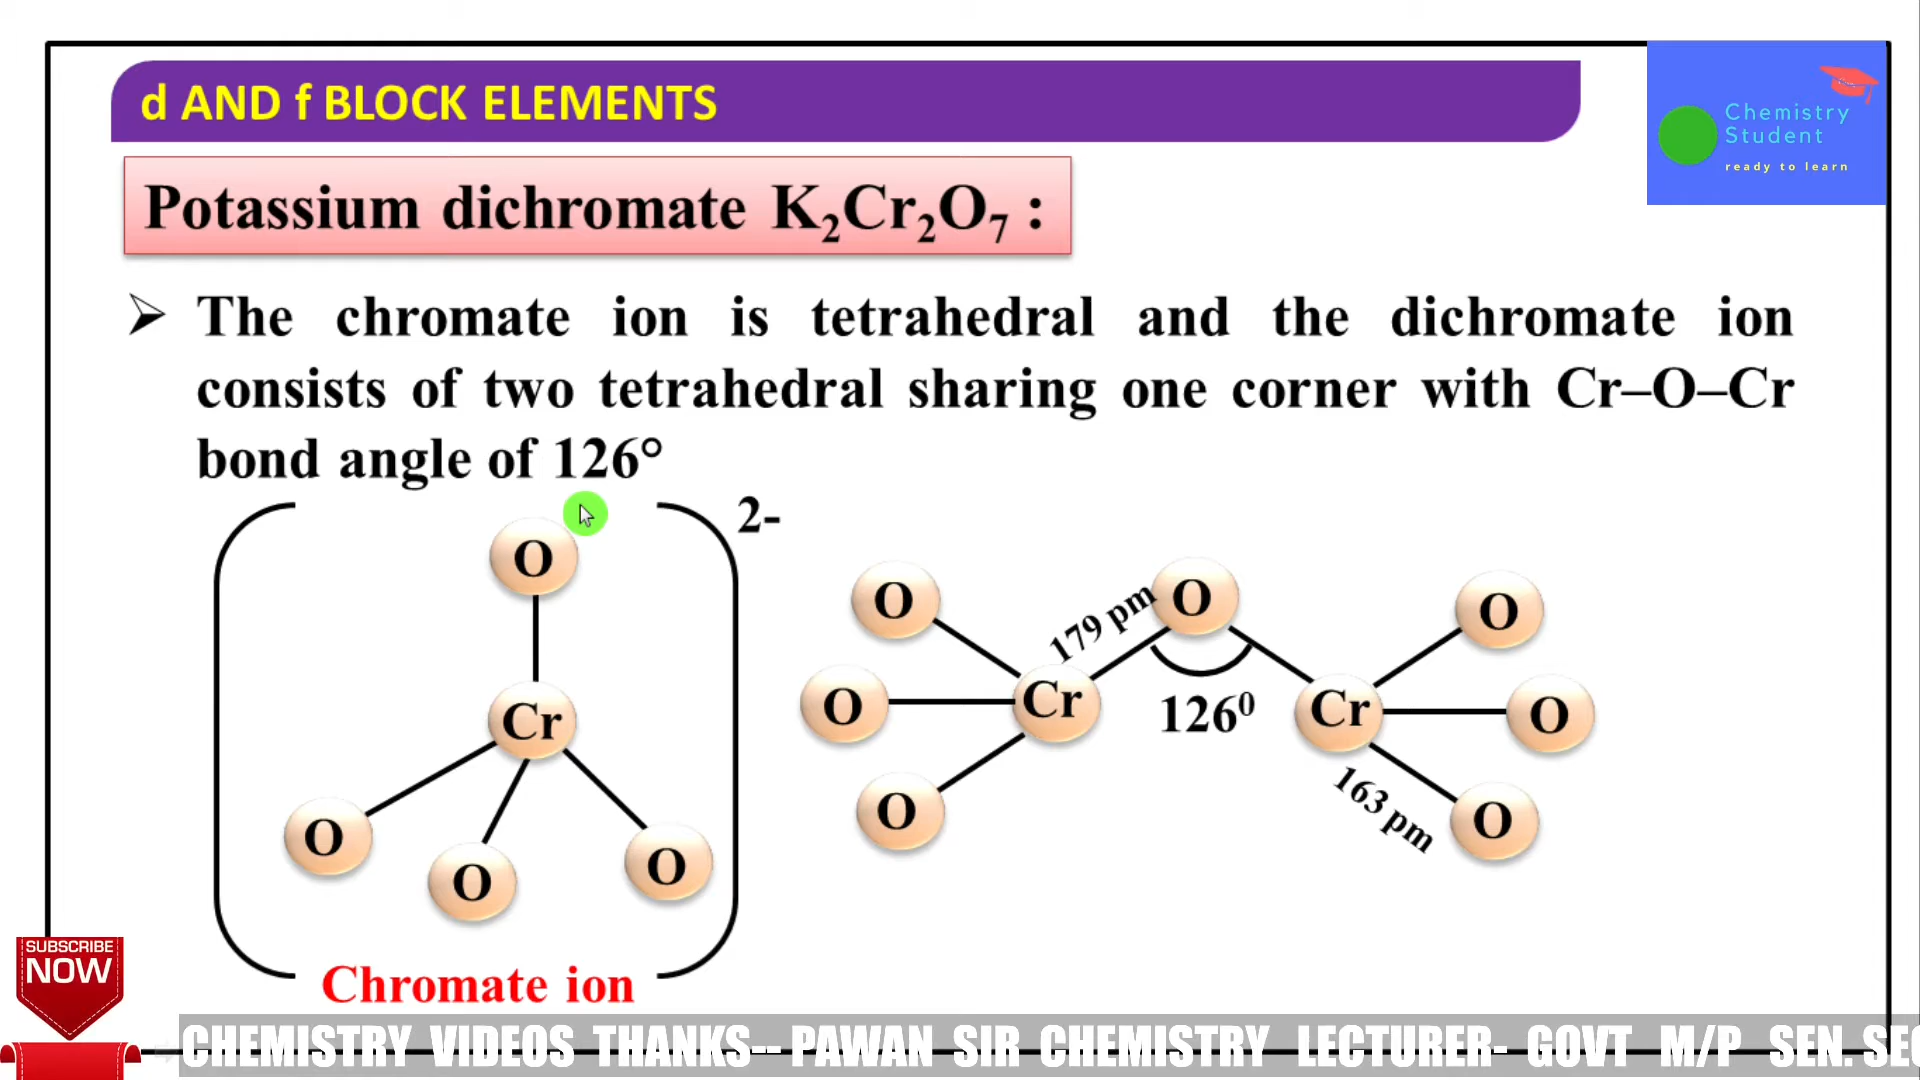 d AND f BLOCK ELEMENTS
Chemistry
Student
ready to learn
Potassium dichromate K₂Cr₂O₇ :
➢ The chromate ion is tetrahedral and the dichromate ion
consists of two tetrahedral sharing one corner with Cr–O–Cr
bond angle of 126°
2-
O
Cr
O
O
O
Chromate ion
O
O
O
Cr
179 pm
O
126⁰
Cr
O
O
O
163 pm
SUBSCRIBE
NOW
CHEMISTRY VIDEOS THANKS-- PAWAN SIR CHEMISTRY LECTURER- GOVT M/P SEN. SEC